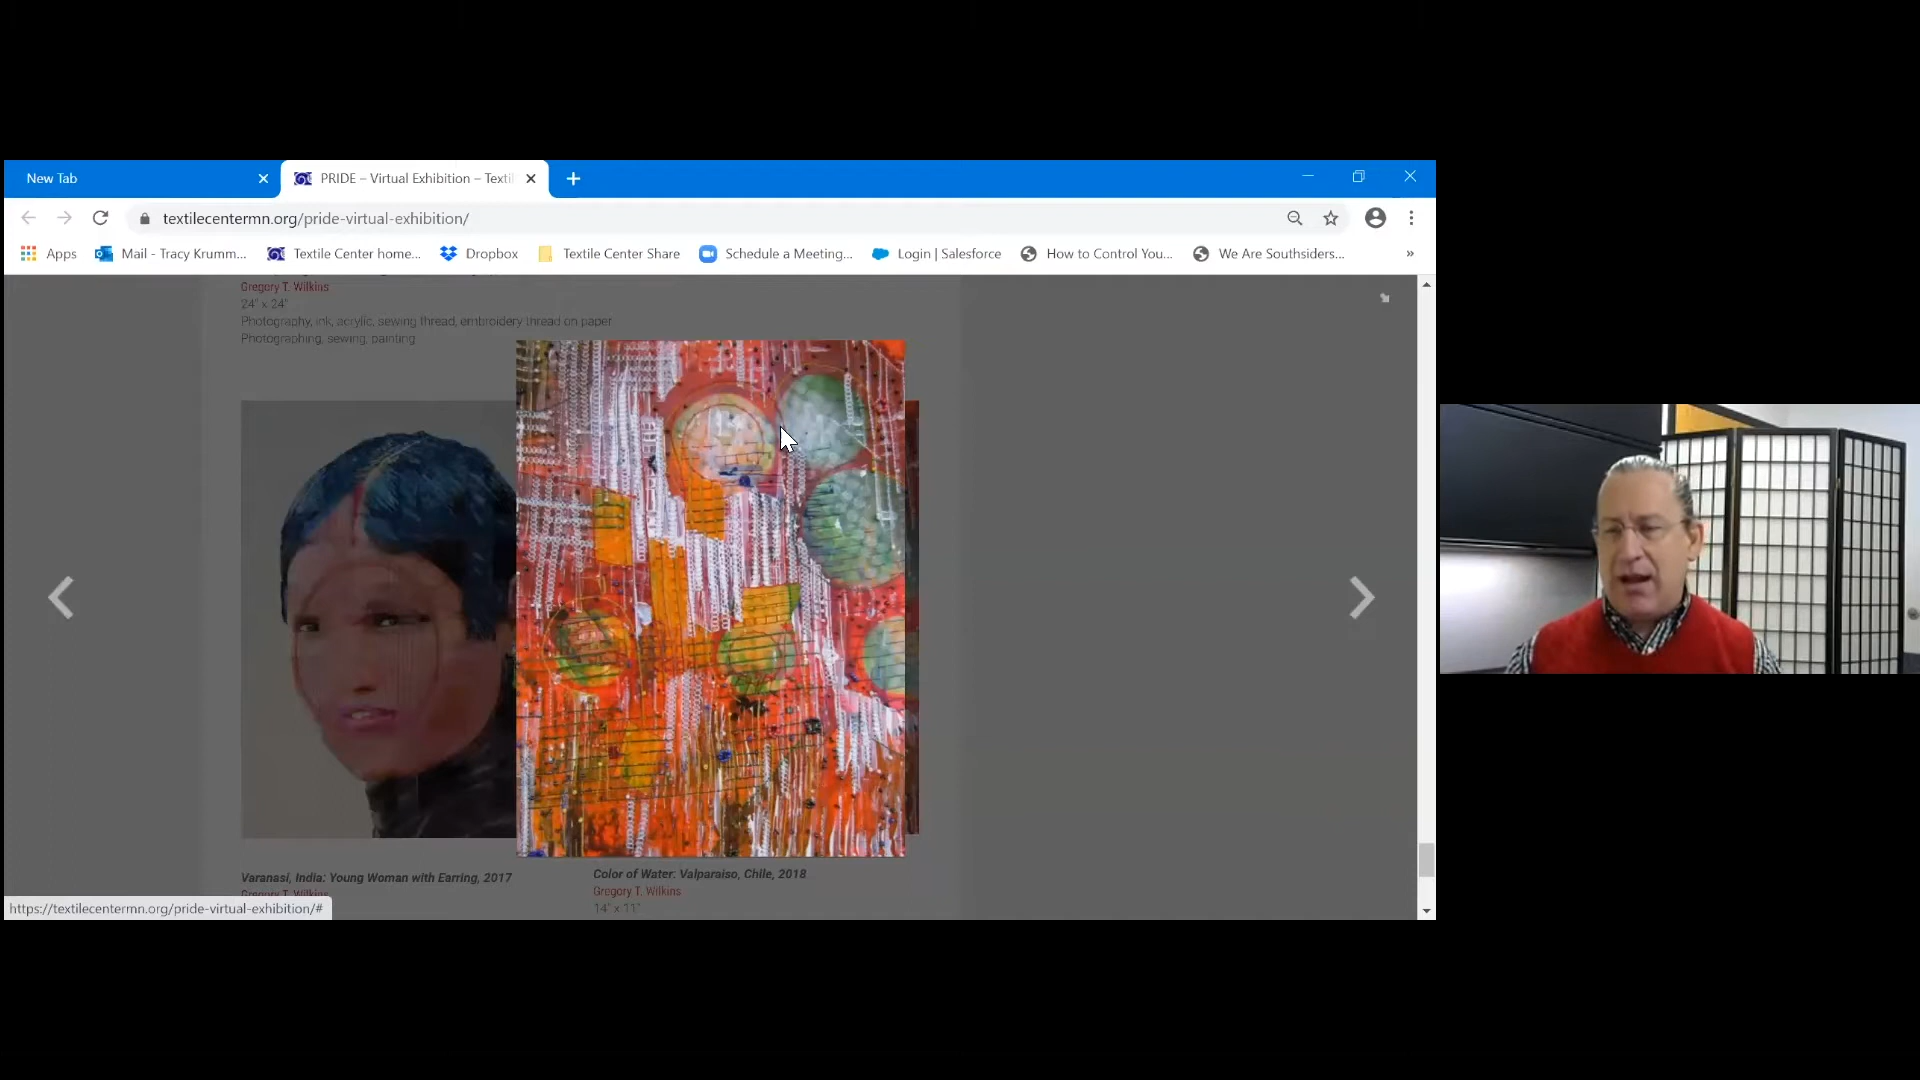 New Tab
PRIDE – Virtual Exhibition – Texti
textilecentermn.org/pride-virtual-exhibition/
Apps
Mail - Tracy Krumm...
Textile Center home...
Dropbox
Textile Center Share
Schedule a Meeting...
Login | Salesforce
How to Control You...
We Are Southsiders...
»
Gregory T. Wilkins
24" x 24"
Photography, ink, acrylic, sewing thread, embroidery thread on paper
Photographing, sewing, painting
Varanasi, India: Young Woman with Earring, 2017
Gregory T. Wilkins
Color of Water: Valparaiso, Chile, 2018
Gregory T. Wilkins
14" x 11"
https://textilecentermn.org/pride-virtual-exhibition/#